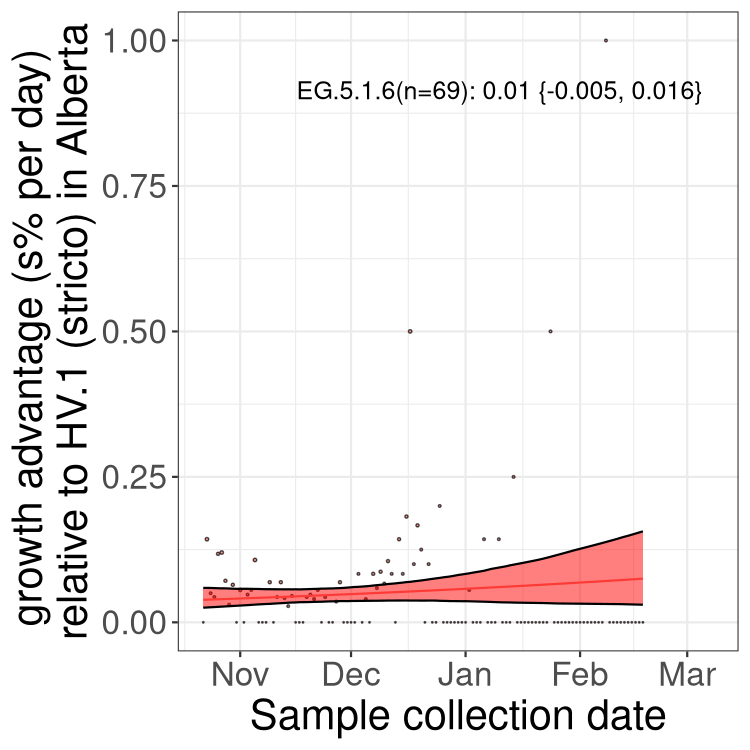 growth advantage (s% per day)
relative to HV.1 (stricto) in Alberta
1.00
0.75
0.50
0.25
0.00
EG.5.1.6(n=69): 0.01 {-0.005, 0.016}
Nov Dec Jan Feb Mar
Sample collection date